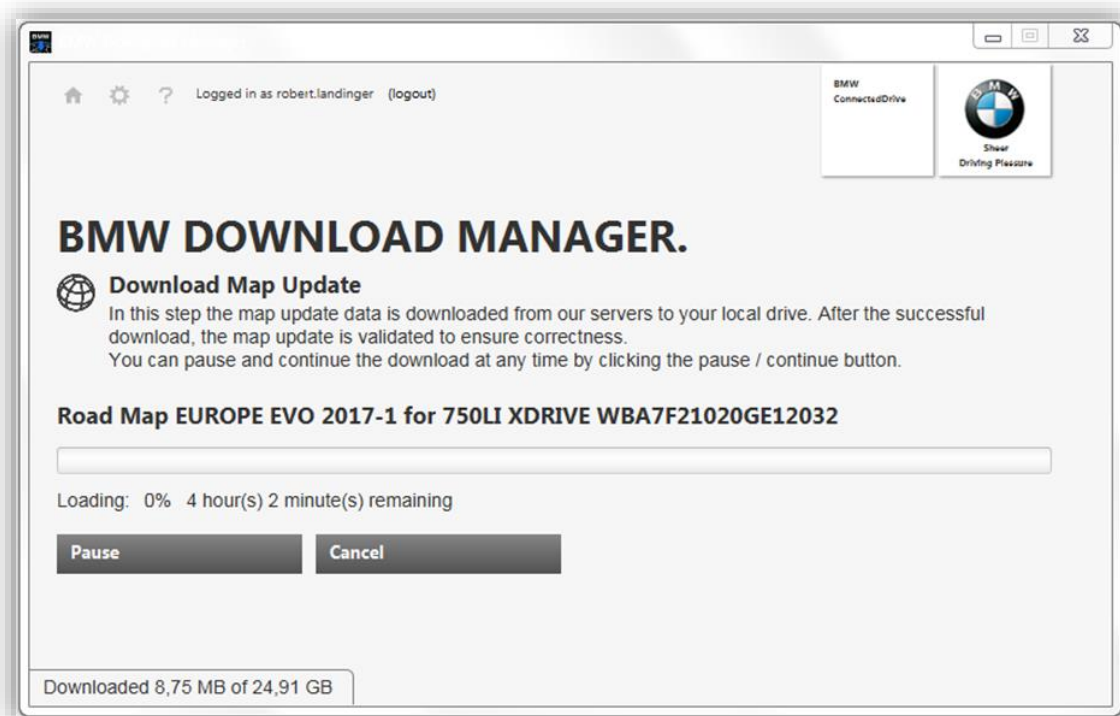 BMW
Logged in as robert.landinger (logout)
BMW
ConnectedDrive
BMW
Sheer
Driving Pleasure
BMW DOWNLOAD MANAGER.
Download Map Update
In this step the map update data is downloaded from our servers to your local drive. After the successful
download, the map update is validated to ensure correctness.
You can pause and continue the download at any time by clicking the pause / continue button.
Road Map EUROPE EVO 2017-1 for 750LI XDRIVE WBA7F21020GE12032
Loading: 0% 4 hour(s) 2 minute(s) remaining
Pause
Cancel
Downloaded 8,75 MB of 24,91 GB